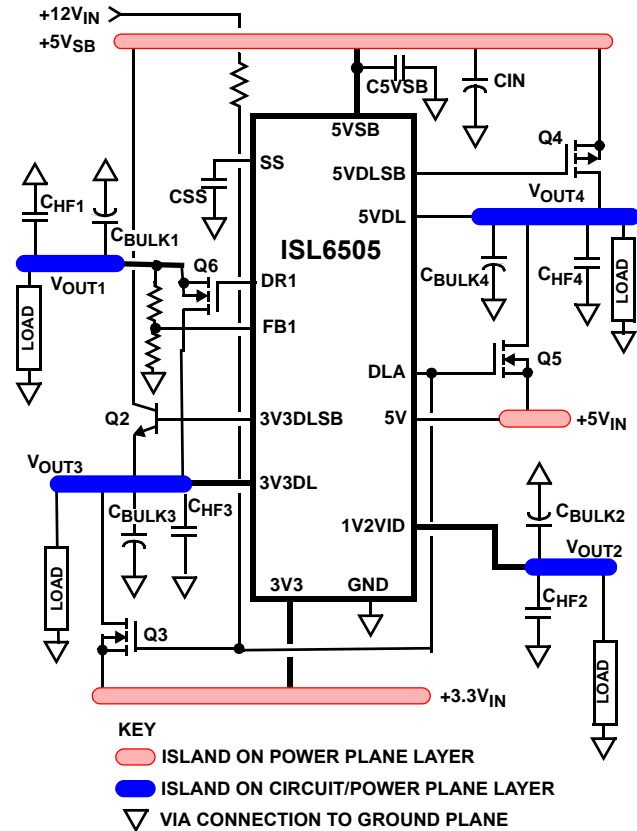 +12VIN
+5VSB
C5VSB
CIN
5VSB
Q4
SS
5VDLSB
CSS
CHF1
VOUT4
5VDL
CBULK1
ISL6505
Q6
VOUT1
DR1
CBULK4
CHF4
LOAD
LOAD
FB1
Q5
DLA
Q2
3V3DLSB
5V
+5VIN
VOUT3
3V3DL
CBULK3
CHF3
1V2VID
CBULK2
VOUT2
LOAD
3V3
GND
CHF2
Q3
LOAD
+3.3VIN
KEY
ISLAND ON POWER PLANE LAYER
ISLAND ON CIRCUIT/POWER PLANE LAYER
VIA CONNECTION TO GROUND PLANE